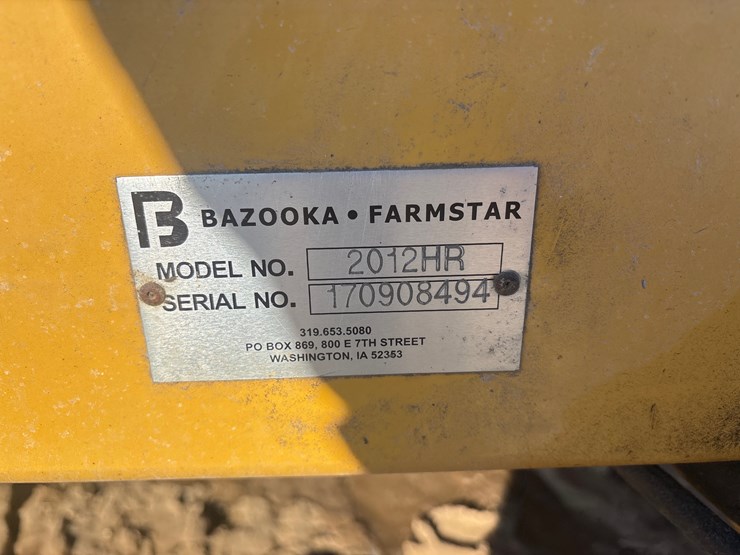 B BAZOOKA • FARMSTAR
MODEL NO. 2012HR
SERIAL NO. 170908494
319.653.5080
PO BOX 869, 800 E 7TH STREET
WASHINGTON, IA 52353